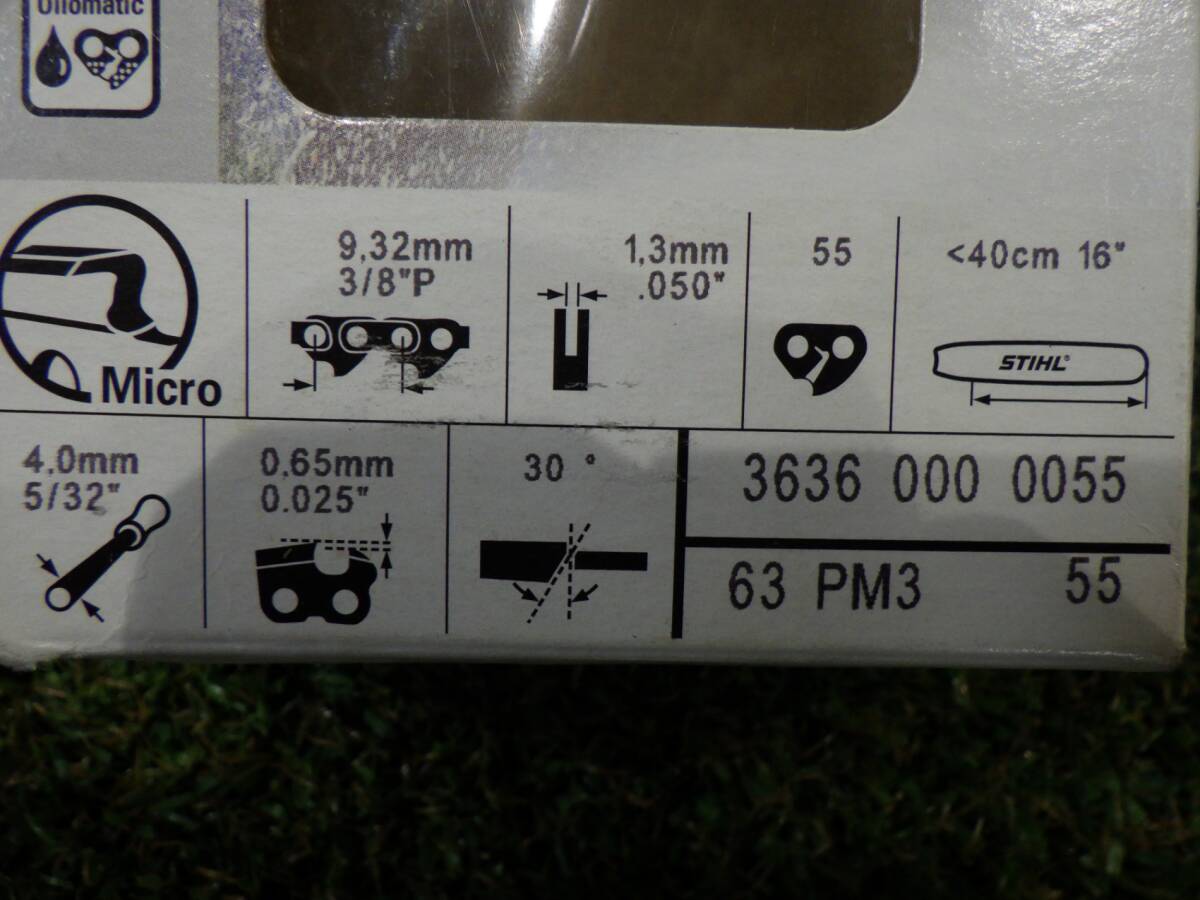 Oilomatic
9,32mm
3/8"P
1,3mm
.050"
55
<40cm 16"
STIHL®
Micro
4,0mm
5/32"
0,65mm
0.025"
30 °
3636 000 0055
63 PM3 55